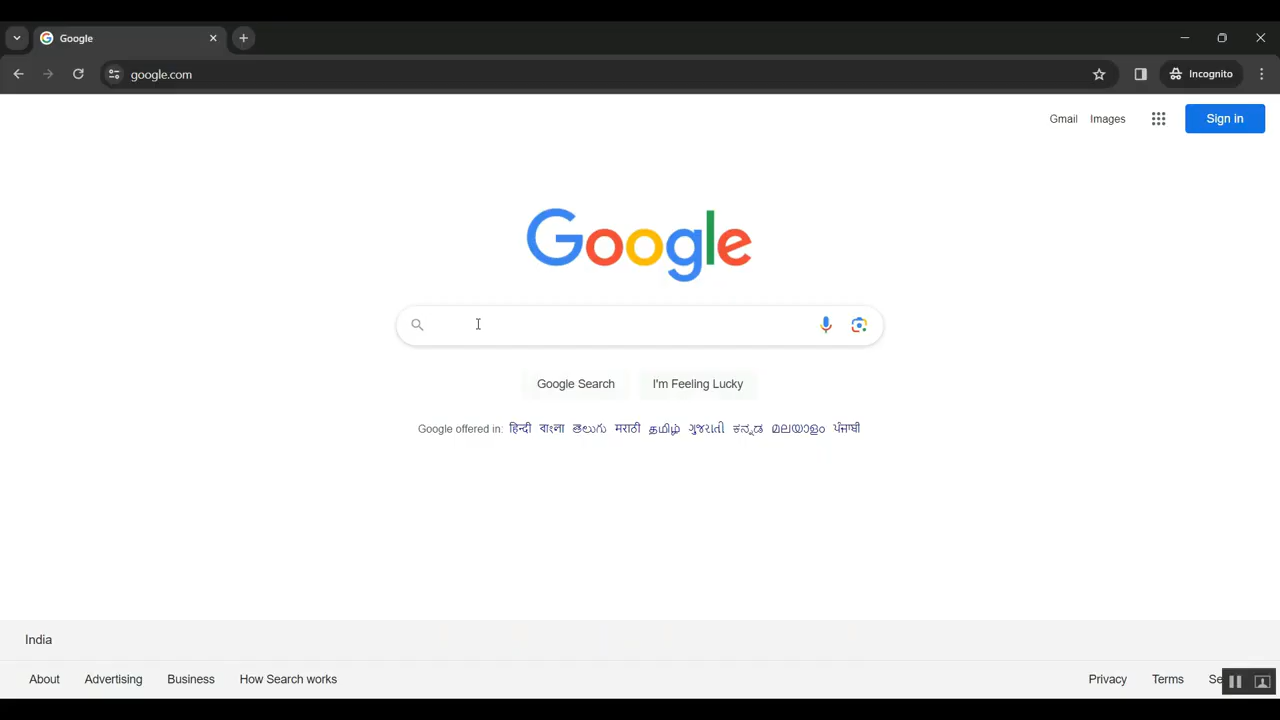 Google
google.com
Incognito
Gmail Images Sign in
Google
Google Search I'm Feeling Lucky
Google offered in: हिन्दी বাংলা తెలుగు मराठी தமிழ் ગુજરાતી ಕನ್ನಡ മലയാളം ਪੰਜਾਬੀ
India
About Advertising Business How Search works Privacy Terms Se